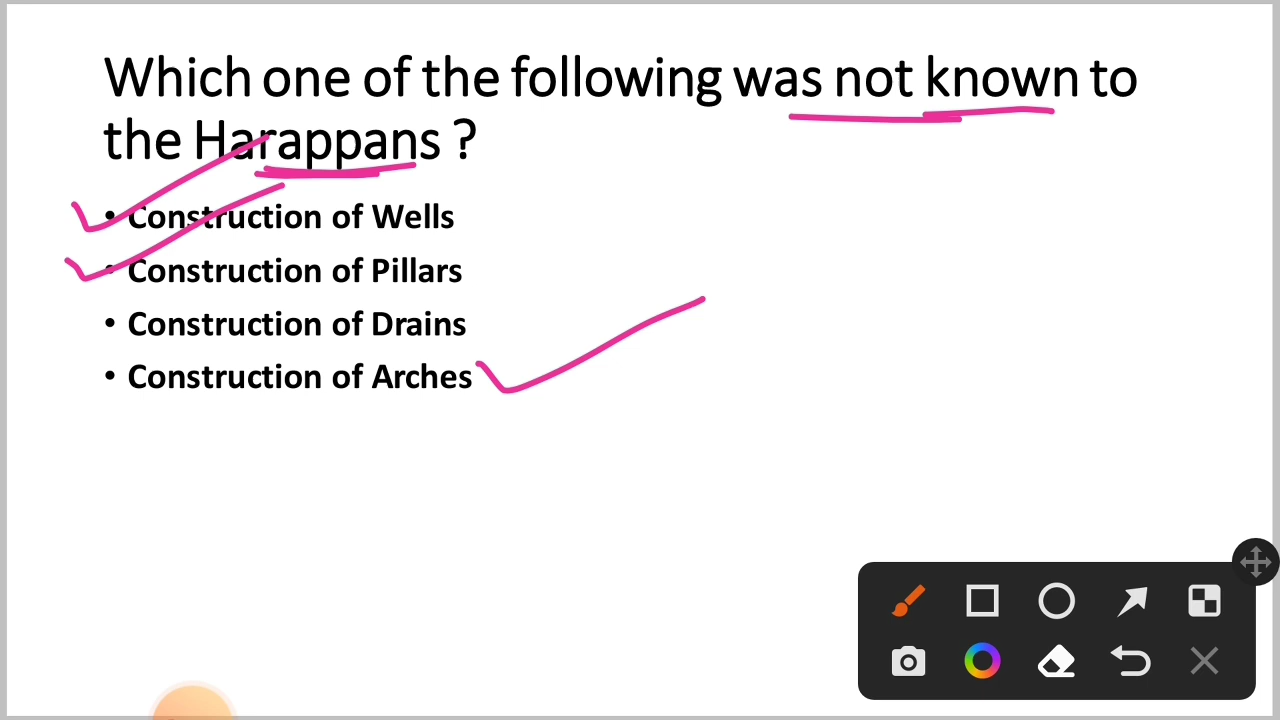 Which one of the following was not known to
the Harappans ?
• Construction of Wells
• Construction of Pillars
• Construction of Drains
• Construction of Arches